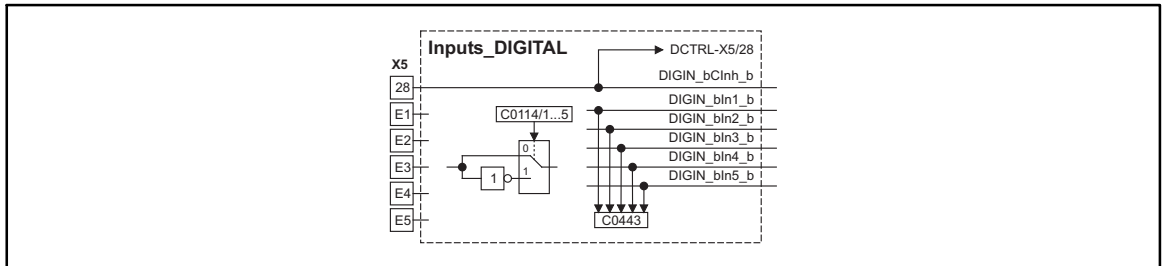 Inputs_DIGITAL
DCTRL-X5/28
X5
DIGIN_bCInh_b
28
DIGIN_bIn1_b
E1
C0114/1...5
DIGIN_bIn2_b
E2
DIGIN_bIn3_b
0
E3
DIGIN_bIn4_b
1
1
DIGIN_bIn5_b
E4
E5
C0443